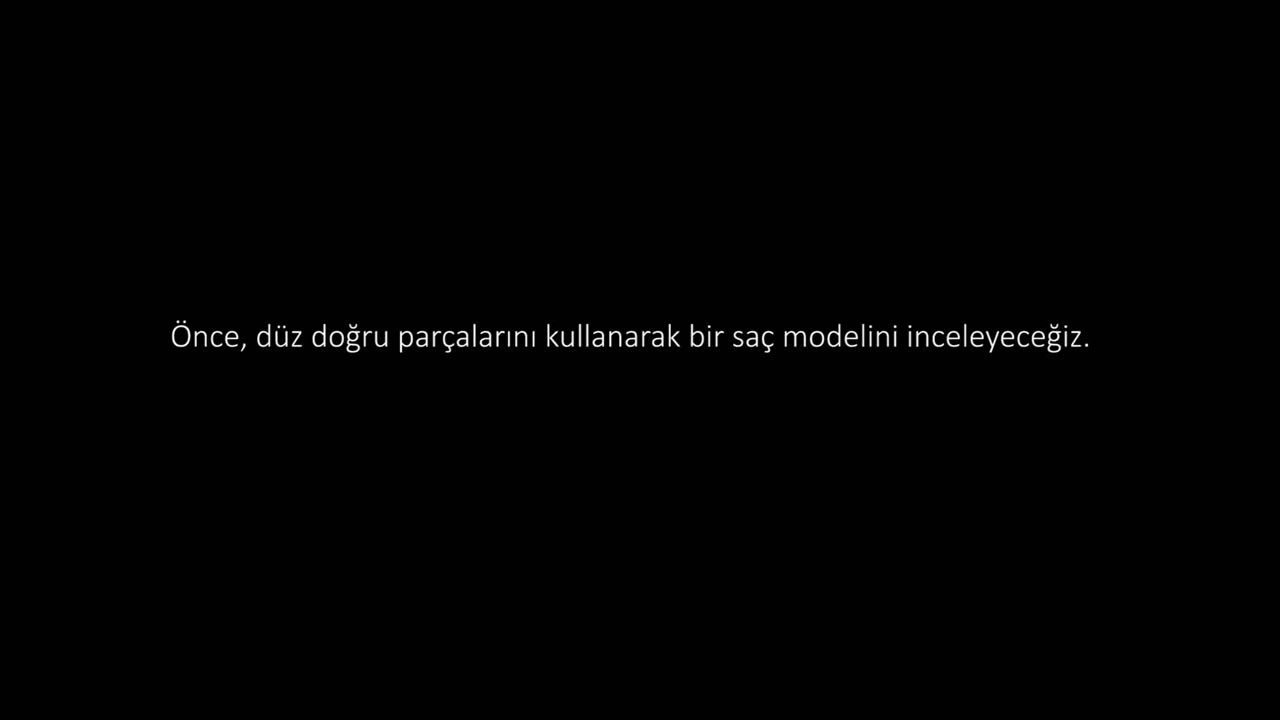 Önce, düz doğru parçalarını kullanarak bir saç modelini inceleyeceğiz.